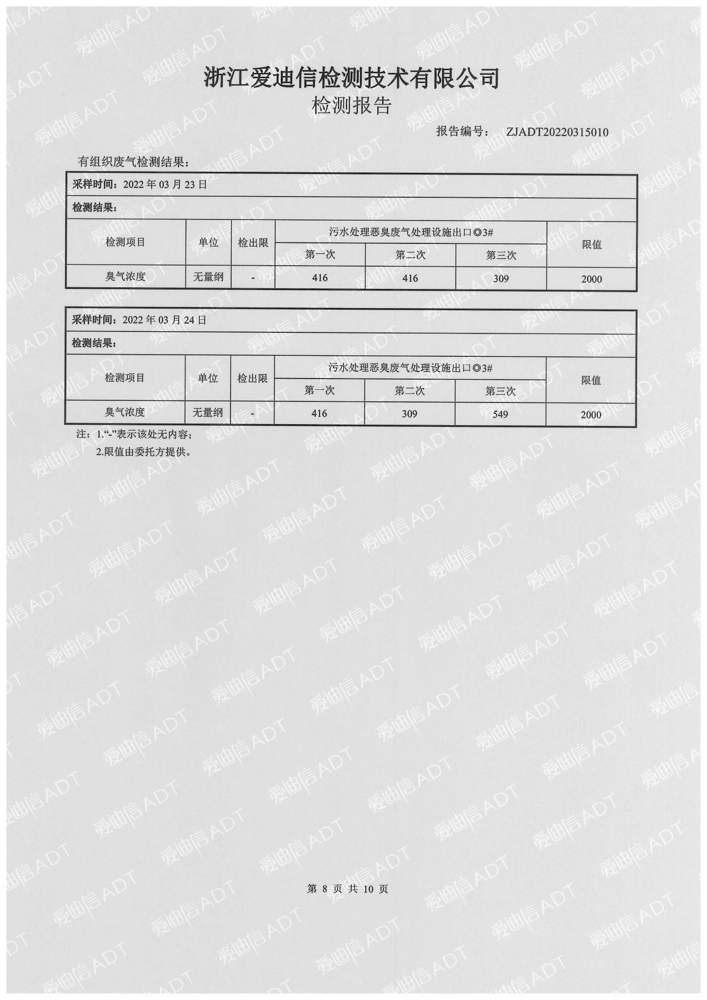 浙江爱迪信检测技术有限公司
检测报告
报告编号： ZJADT20220315010
有组织废气检测结果：
采样时间：2022 年 03 月 23 日
检测结果：
检测项目 单位 检出限 污水处理恶臭废气处理设施出口◎3# 限值
第一次 第二次 第三次
臭气浓度 无量纲 - 416 416 309 2000
采样时间：2022 年 03 月 24 日
检测结果：
检测项目 单位 检出限 污水处理恶臭废气处理设施出口◎3# 限值
第一次 第二次 第三次
臭气浓度 无量纲 - 416 309 549 2000
注：1.“-”表示该处无内容；
2.限值由委托方提供。
第 8 页 共 10 页
爱迪信ADT